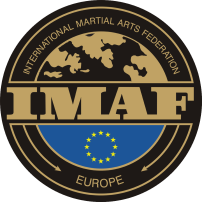 INTERNATIONAL MARTIAL ARTS FEDERATION
IMAF
EUROPE